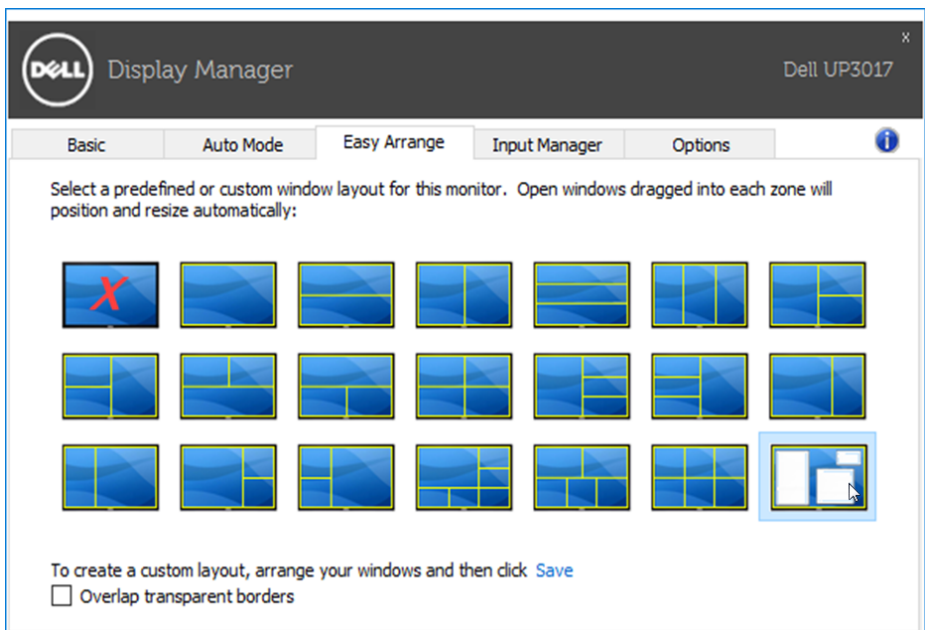 DELL
Display Manager
Dell UP3017
x
Basic
Auto Mode
Easy Arrange
Input Manager
Options
i
Select a predefined or custom window layout for this monitor. Open windows dragged into each zone will
position and resize automatically:
X
To create a custom layout, arrange your windows and then click Save
Overlap transparent borders